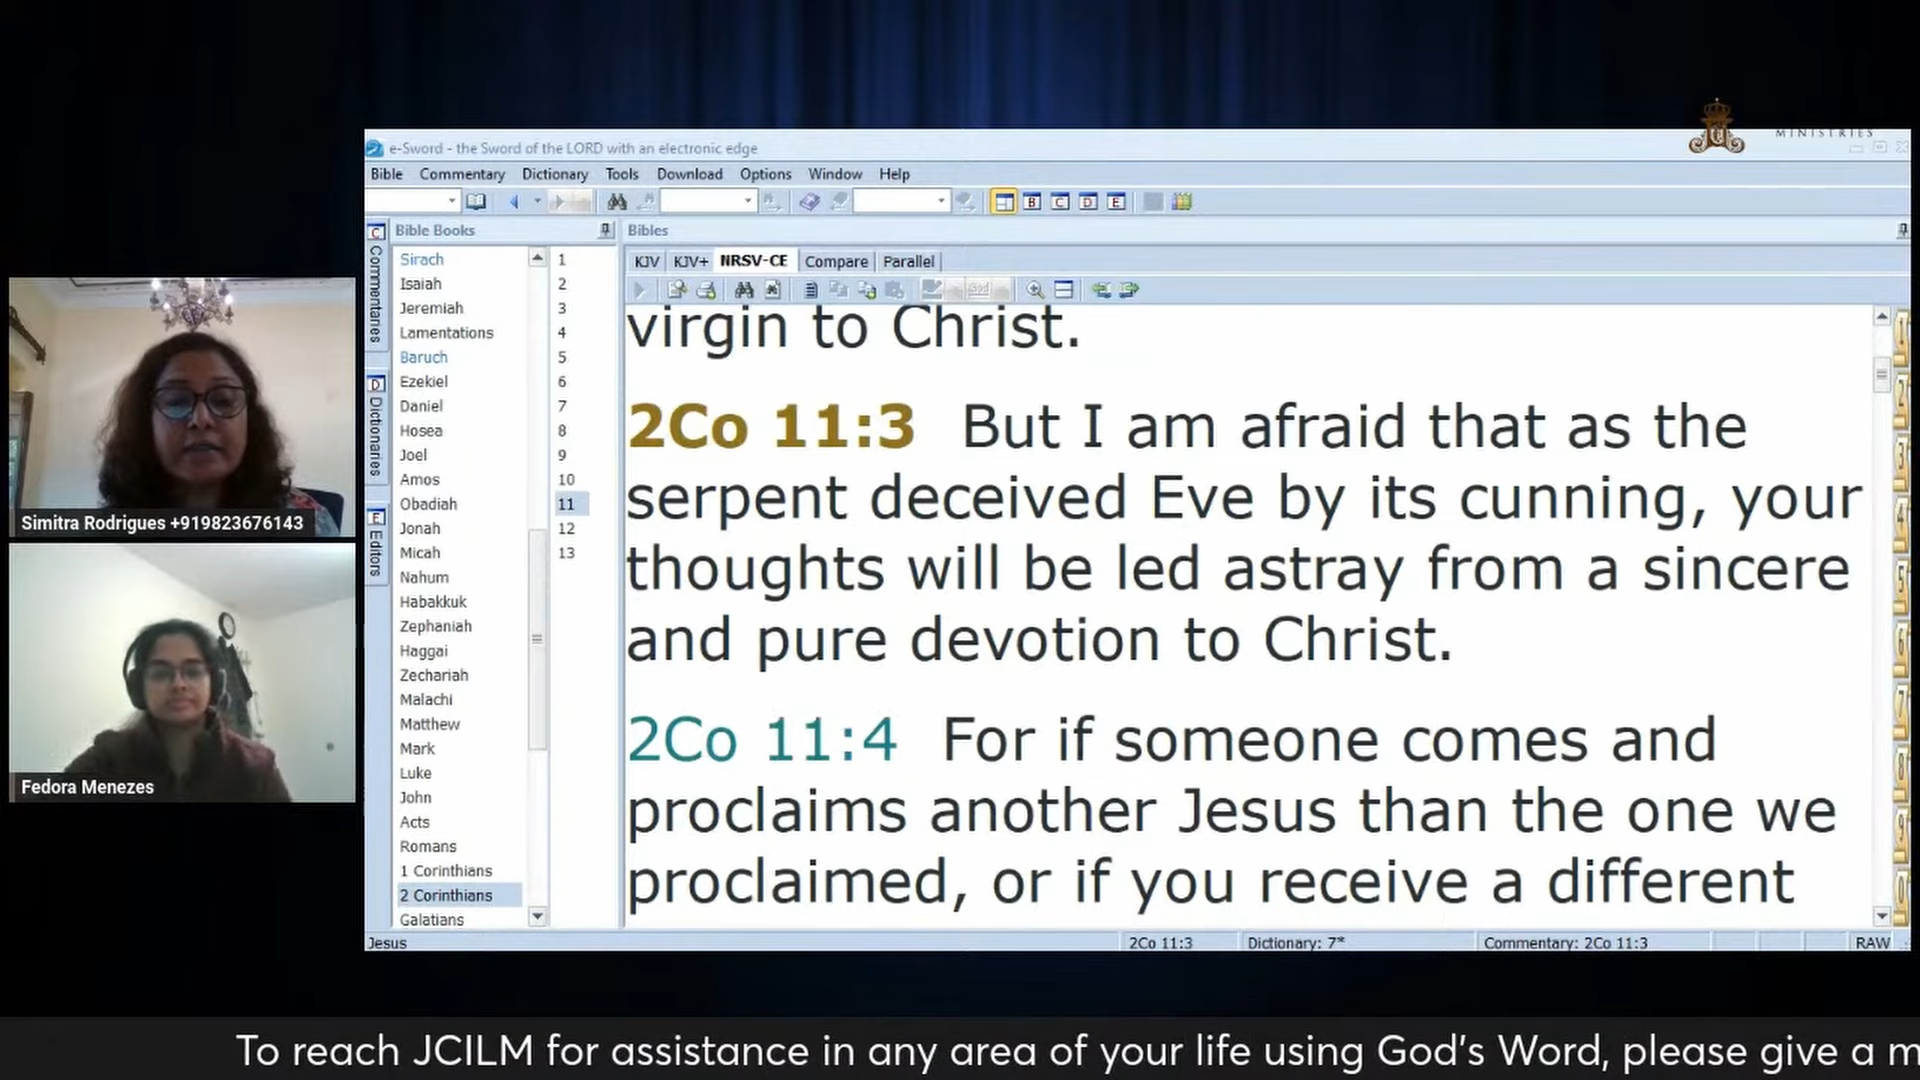 MINISTRIES
e-Sword - the Sword of the LORD with an electronic edge
Bible Commentary Dictionary Tools Download Options Window Help
B C D E
C Commentaries
D Dictionaries
E Editors
Bible Books
Sirach
Isaiah
Jeremiah
Lamentations
Baruch
Ezekiel
Daniel
Hosea
Joel
Amos
Obadiah
Jonah
Micah
Nahum
Habakkuk
Zephaniah
Haggai
Zechariah
Malachi
Matthew
Mark
Luke
John
Acts
Romans
1 Corinthians
2 Corinthians
Galatians
1
2
3
4
5
6
7
8
9
10
11
12
13
Bibles
KJV KJV+ NRSV-CE Compare Parallel
virgin to Christ.
2Co 11:3 But I am afraid that as the
serpent deceived Eve by its cunning, your
thoughts will be led astray from a sincere
and pure devotion to Christ.
2Co 11:4 For if someone comes and
proclaims another Jesus than the one we
proclaimed, or if you receive a different
Jesus 2Co 11:3 Dictionary: 7* Commentary: 2Co 11:3 RAW
Simitra Rodrigues +919823676143
Fedora Menezes
To reach JCILM for assistance in any area of your life using God's Word, please give a m